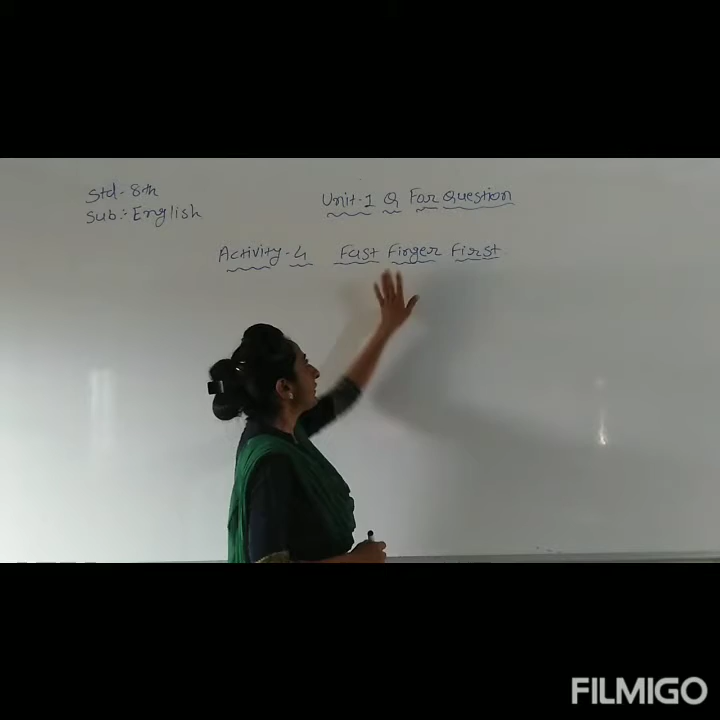 Std - 8th
Sub :- English
Unit-1 Q For Question
Activity-4 Fast Finger First
FILMIGO